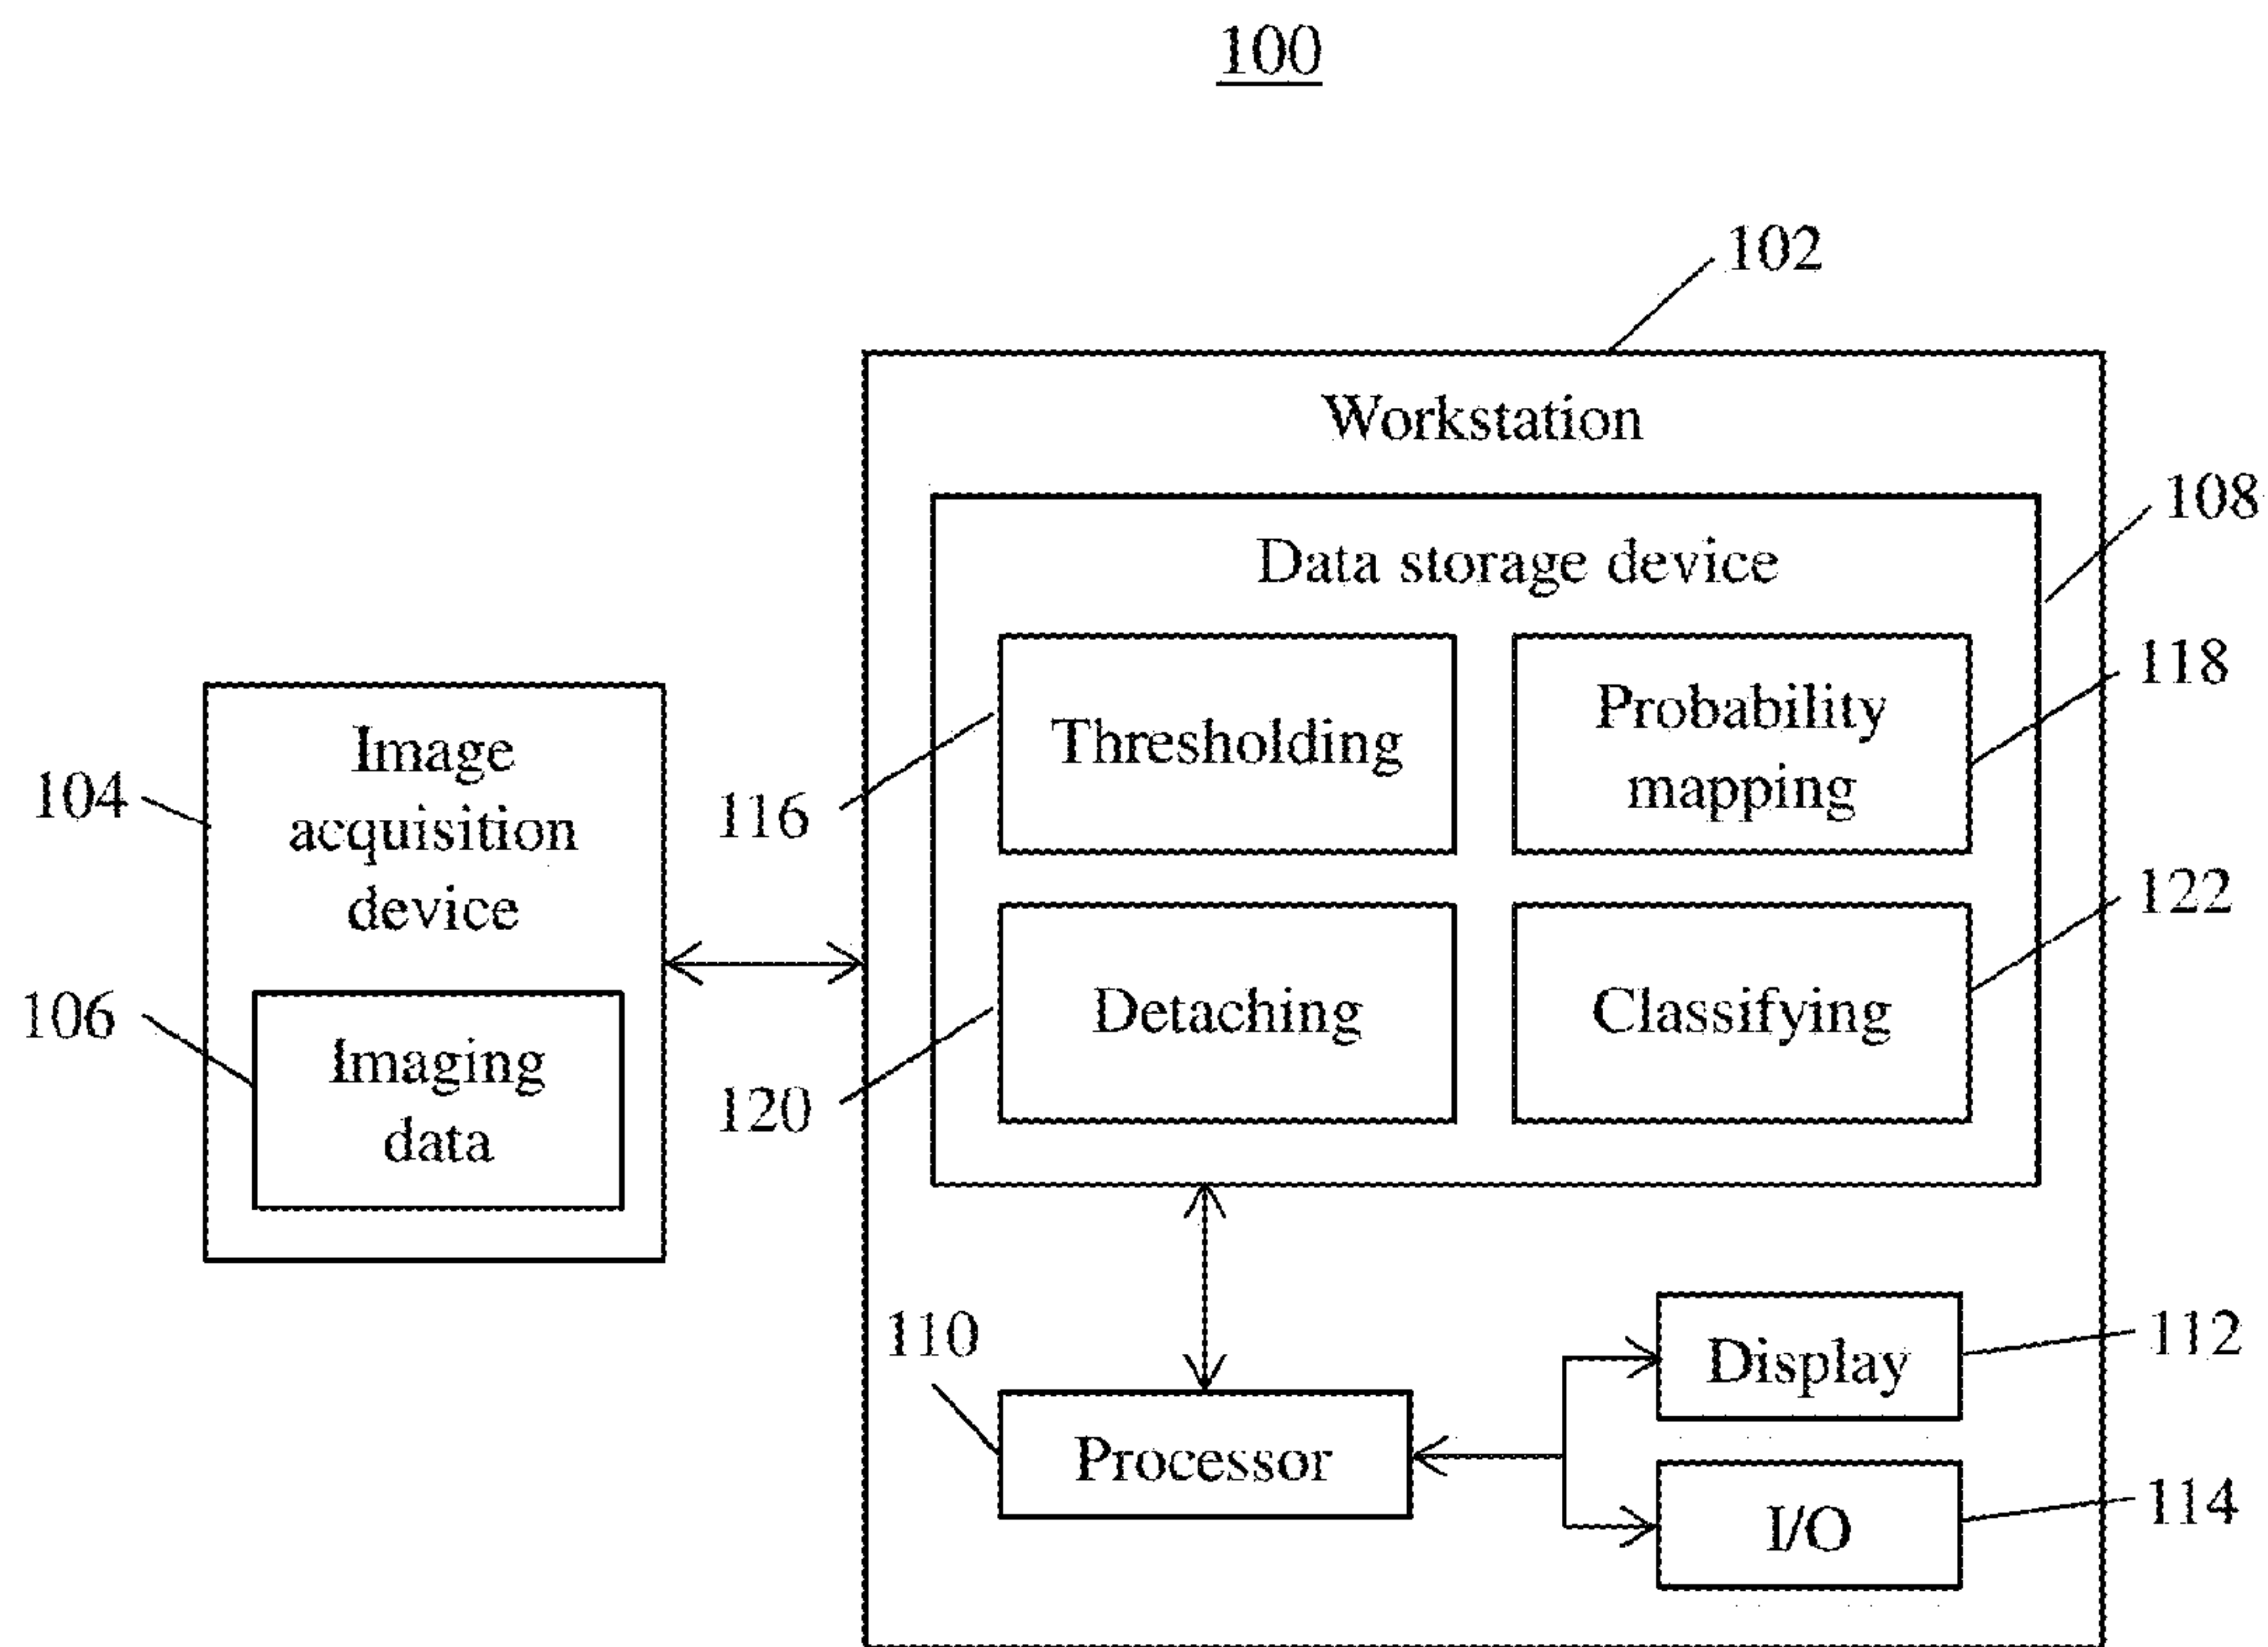 100
102
Workstation
108
Data storage device
118
Thresholding
Probability
mapping
116
Image
acquisition
device
104
122
Detaching
Classifying
120
106
Imaging
data
110
Processor
Display
112
I/O
114